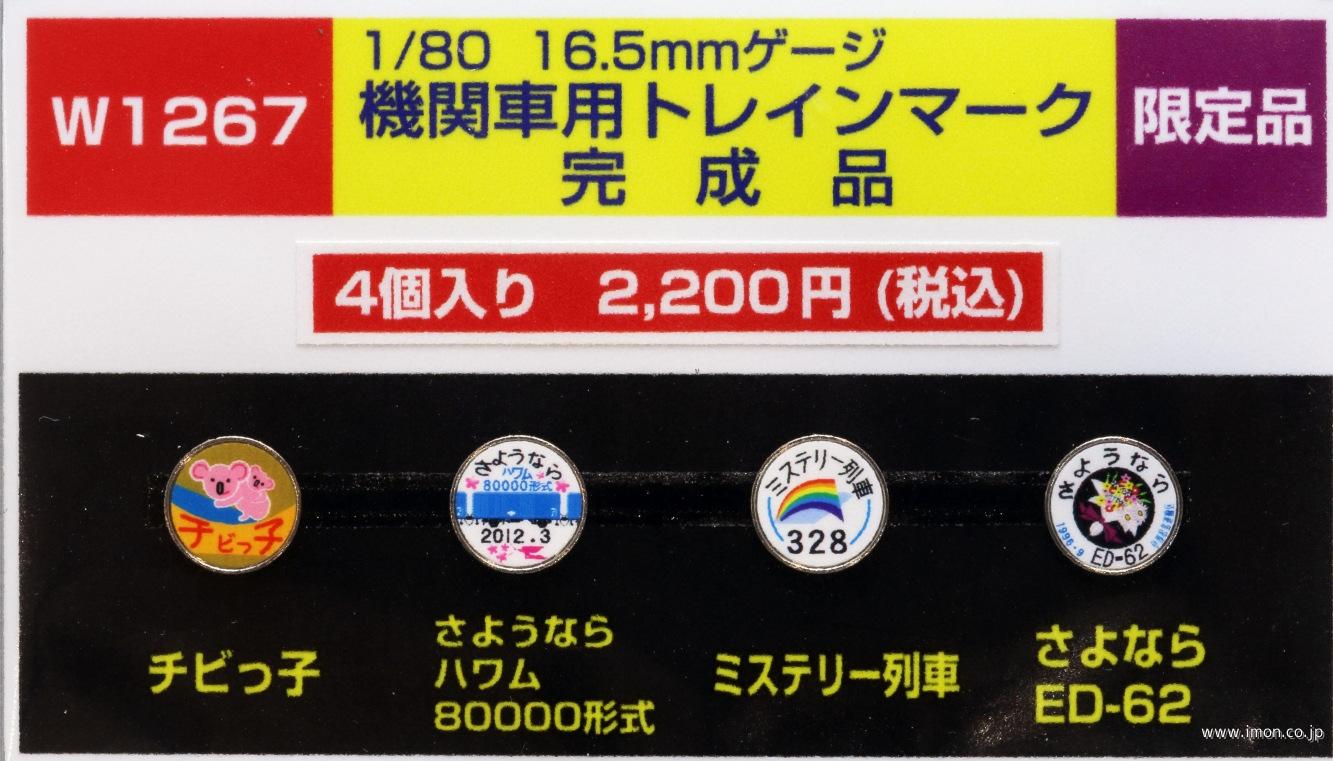 W1267
1/80 16.5mmゲージ
機関車用トレインマーク
完成品
限定品
4個入り 2,200円 (税込)
チビっ子
さようなら
ハワム
80000形式
2012.3
ミステリー列車
328
さようなら
1996.9
ED-62
チビっ子
さようなら
ハワム
80000形式
ミステリー列車
さよなら
ED-62
www.imon.co.jp